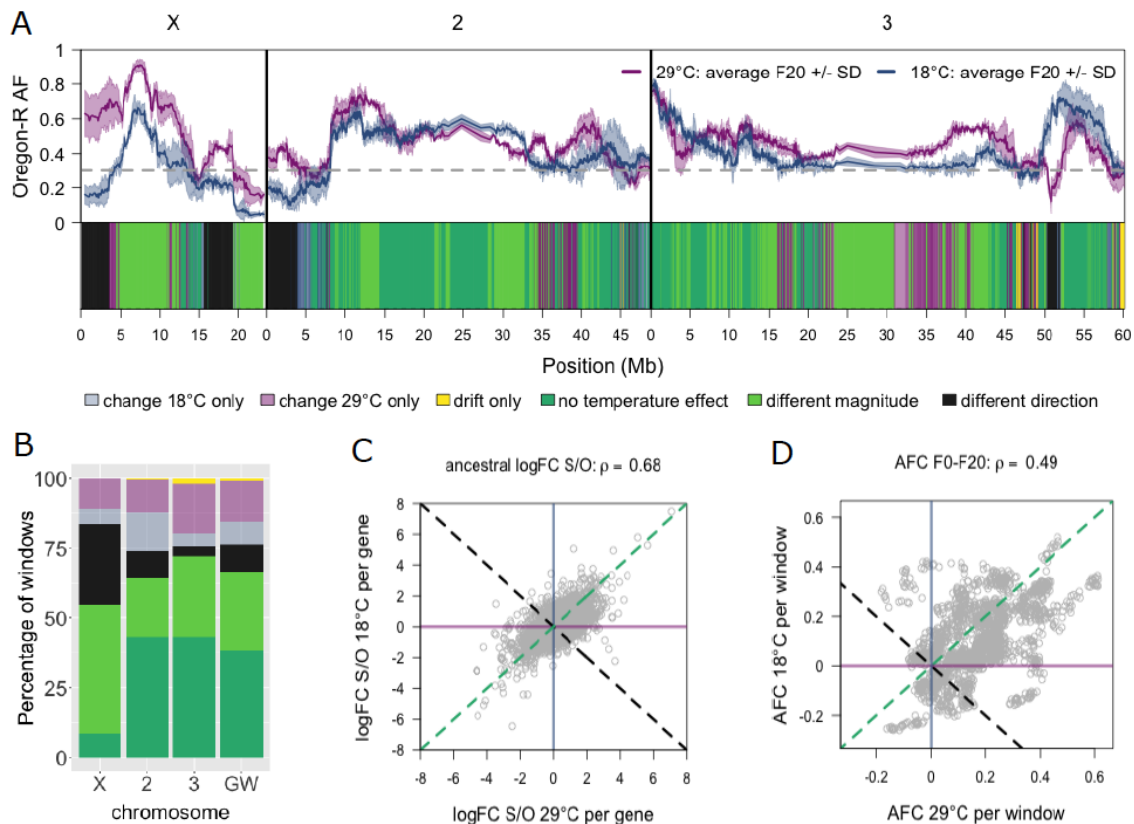 A
X 2 3
Oregon-R AF
1
0.8
0.6
0.4
0.2
0
29°C: average F20 +/- SD 18°C: average F20 +/- SD
0 5 10 15 20 0 5 10 15 20 25 30 35 40 45 0 5 10 15 20 25 30 35 40 45 50 55 60
Position (Mb)
change 18°C only change 29°C only drift only no temperature effect different magnitude different direction
B
Percentage of windows
100
75
50
25
0
X 2 3 GW
chromosome
C
ancestral logFC S/O: ρ = 0.68
logFC S/O 18°C per gene
8
6
4
2
0
-2
-4
-6
-8
-8 -6 -4 -2 0 2 4 6 8
logFC S/O 29°C per gene
D
AFC F0-F20: ρ = 0.49
AFC 18°C per window
0.6
0.4
0.2
0
-0.2
-0.2 0 0.2 0.4 0.6
AFC 29°C per window